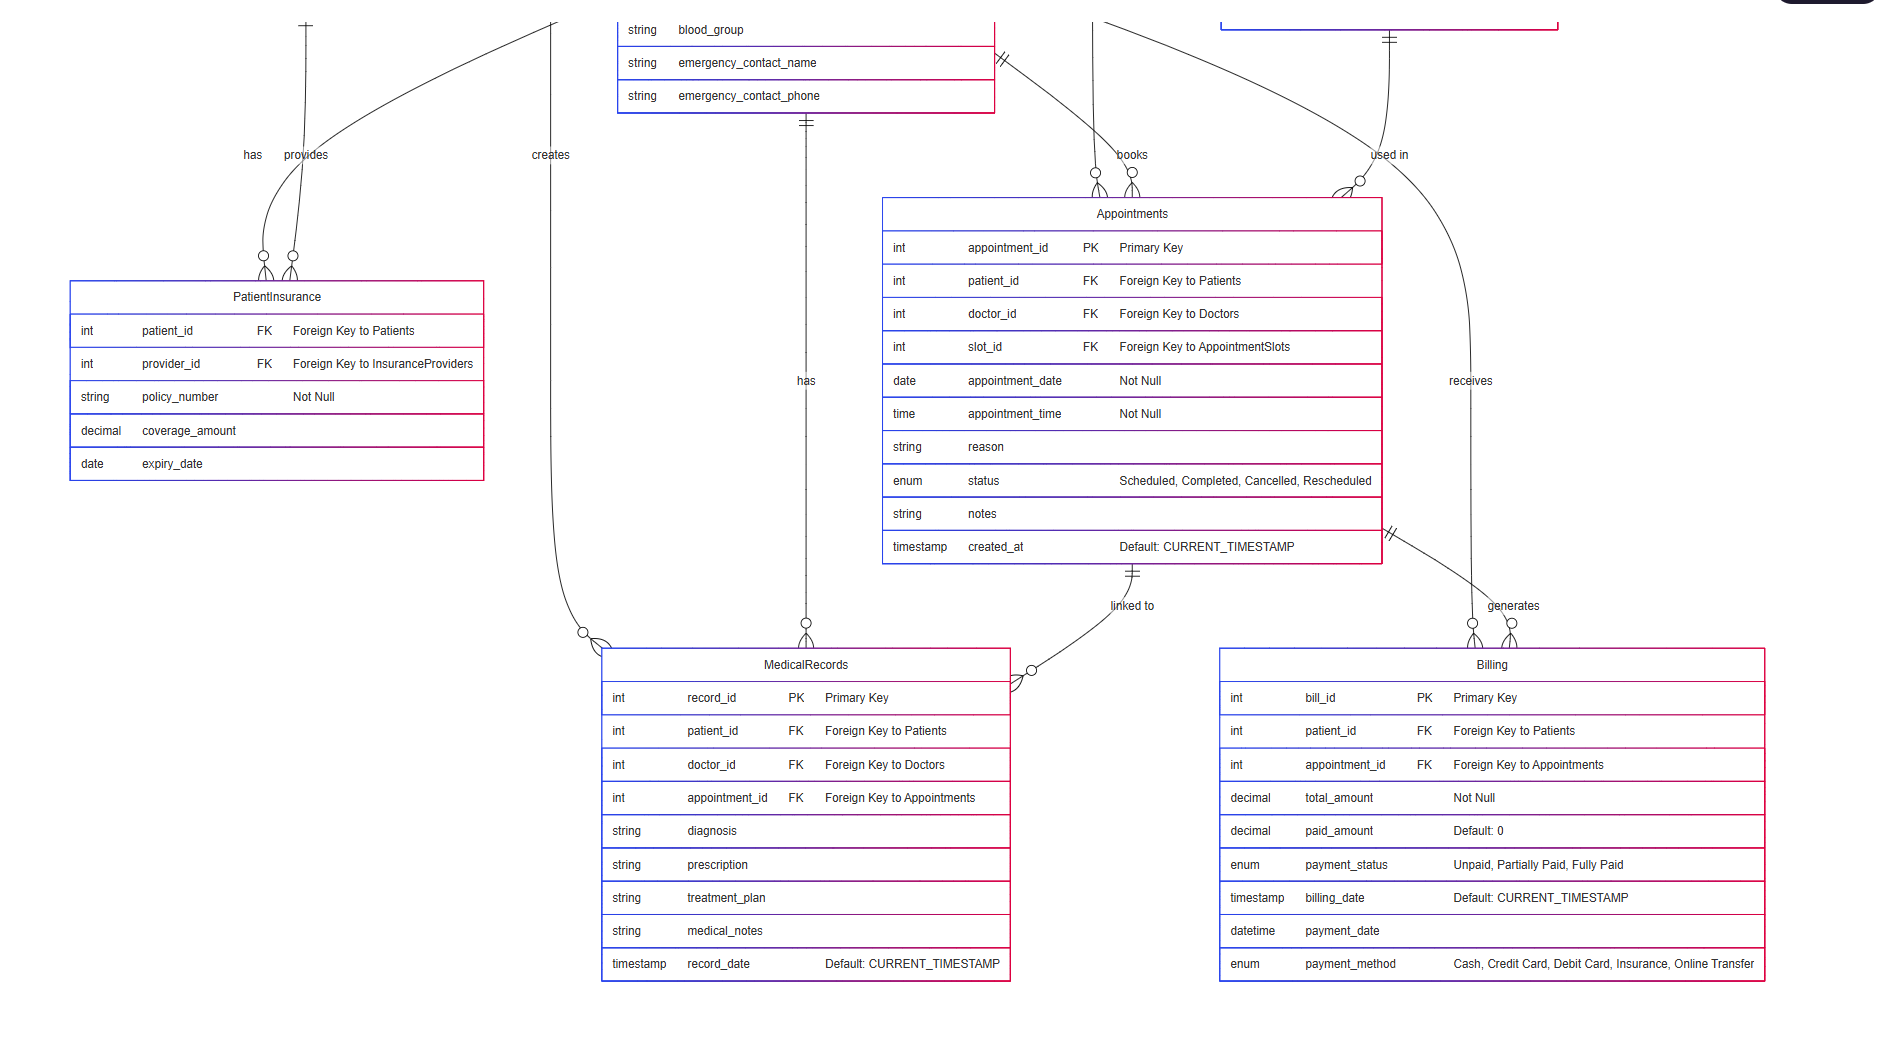 string blood_group
string emergency_contact_name
string emergency_contact_phone
has
provides
creates
books
used in
PatientInsurance
int patient_id FK Foreign Key to Patients
int provider_id FK Foreign Key to InsuranceProviders
string policy_number Not Null
decimal coverage_amount
date expiry_date
has
Appointments
int appointment_id PK Primary Key
int patient_id FK Foreign Key to Patients
int doctor_id FK Foreign Key to Doctors
int slot_id FK Foreign Key to AppointmentSlots
date appointment_date Not Null
time appointment_time Not Null
string reason
enum status Scheduled, Completed, Cancelled, Rescheduled
string notes
timestamp created_at Default: CURRENT_TIMESTAMP
receives
linked to
generates
MedicalRecords
int record_id PK Primary Key
int patient_id FK Foreign Key to Patients
int doctor_id FK Foreign Key to Doctors
int appointment_id FK Foreign Key to Appointments
string diagnosis
string prescription
string treatment_plan
string medical_notes
timestamp record_date Default: CURRENT_TIMESTAMP
Billing
int bill_id PK Primary Key
int patient_id FK Foreign Key to Patients
int appointment_id FK Foreign Key to Appointments
decimal total_amount Not Null
decimal paid_amount Default: 0
enum payment_status Unpaid, Partially Paid, Fully Paid
timestamp billing_date Default: CURRENT_TIMESTAMP
datetime payment_date
enum payment_method Cash, Credit Card, Debit Card, Insurance, Online Transfer